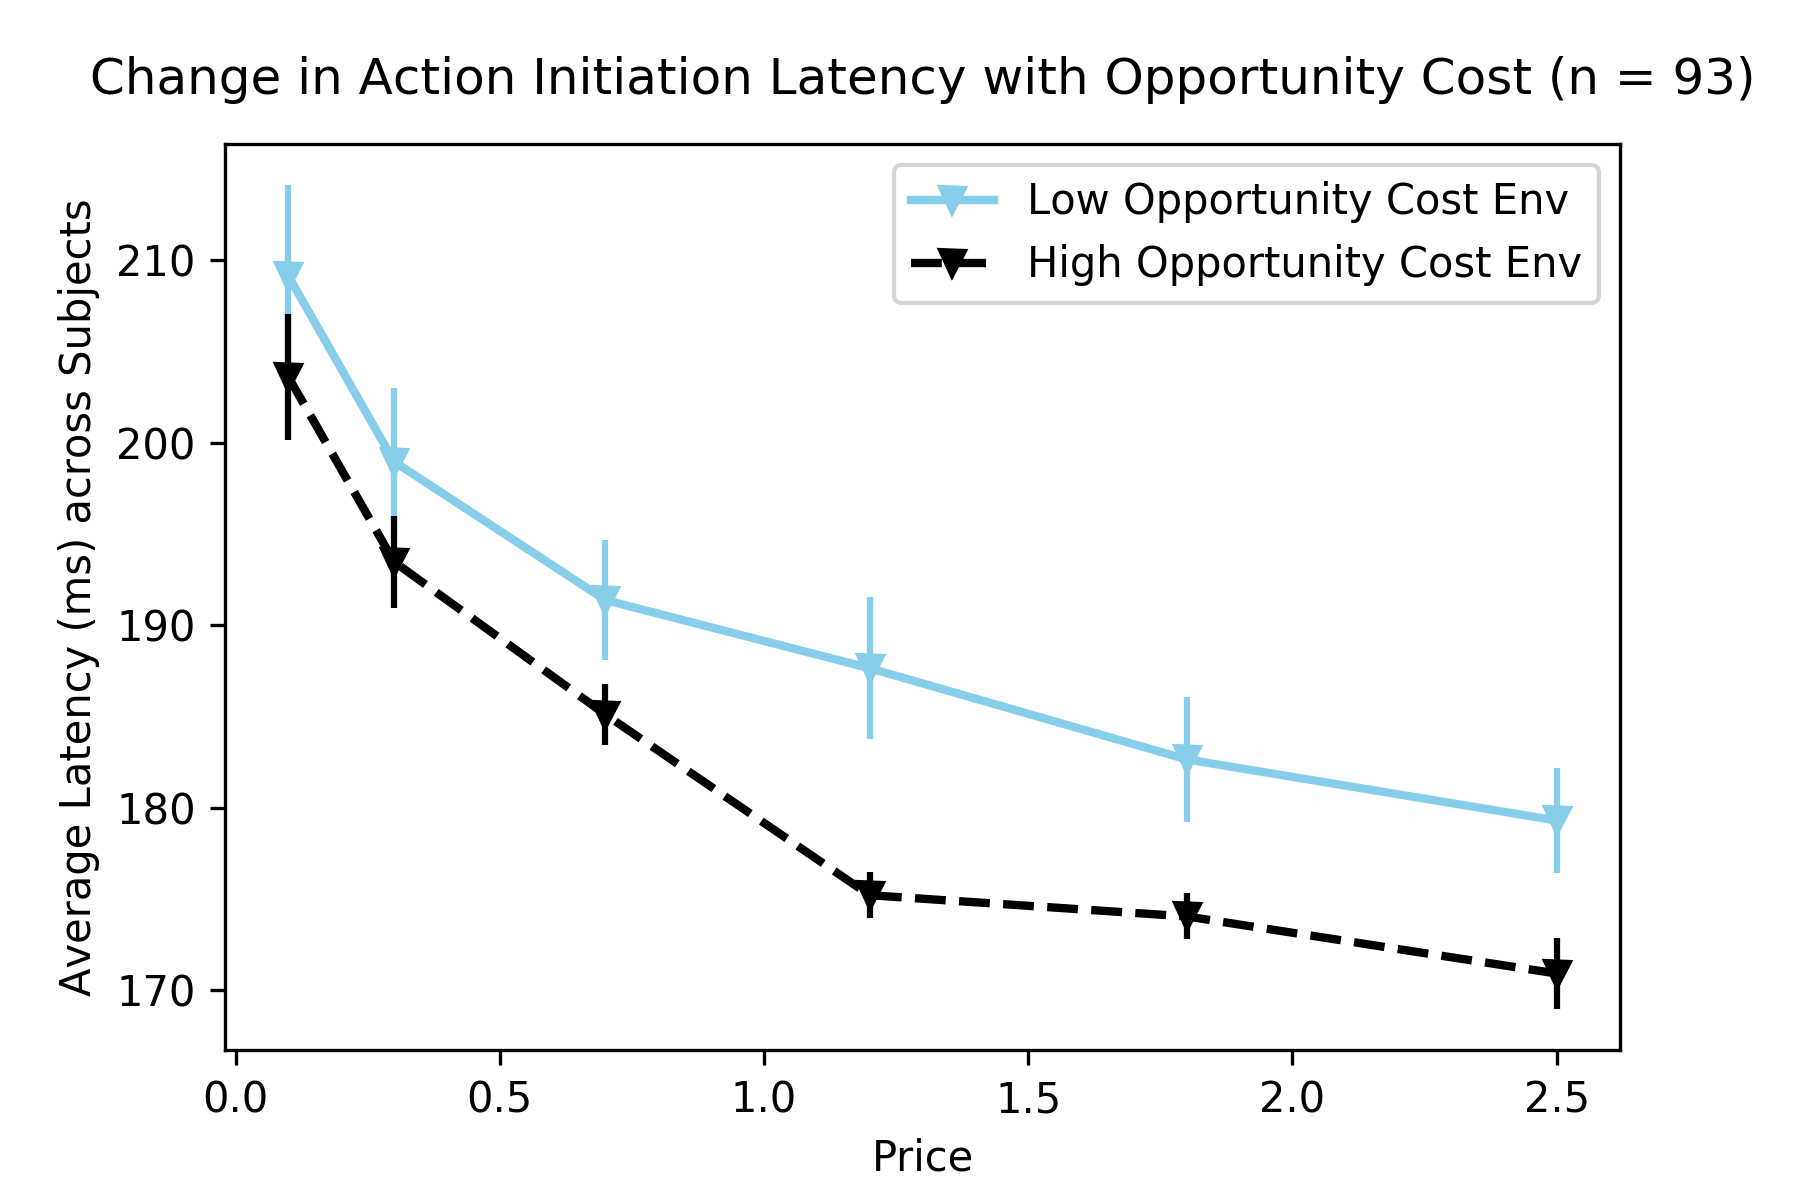 Change in Action Initiation Latency with Opportunity Cost (n = 93)
Low Opportunity Cost Env
High Opportunity Cost Env
Average Latency (ms) across Subjects
210
200
190
180
170
0.0 0.5 1.0 1.5 2.0 2.5
Price